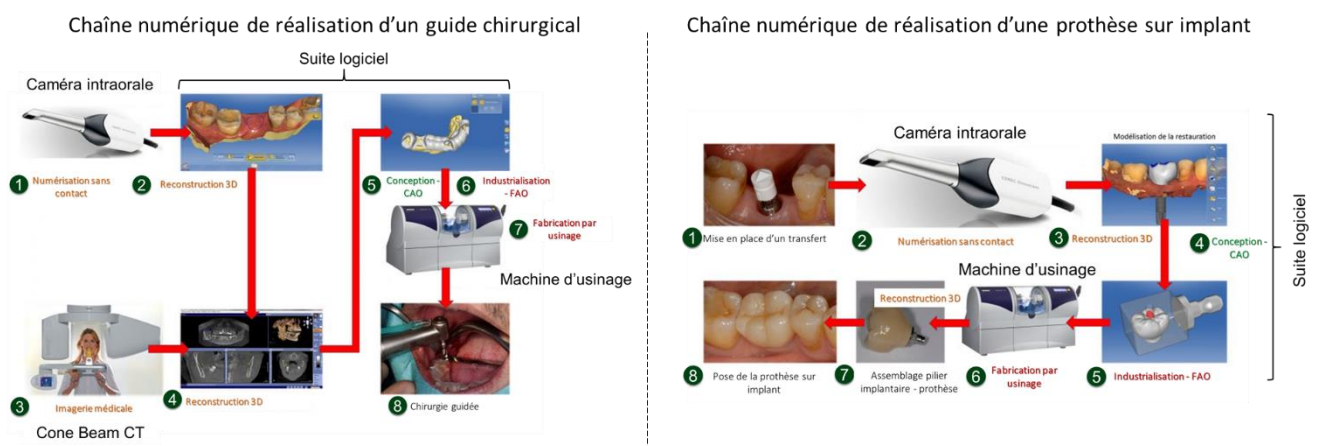 Chaîne numérique de réalisation d'un guide chirurgical
Suite logiciel
Caméra intraorale
1 Numérisation sans
contact
2 Reconstruction 3D
5 Conception -
CAO
6 Industrialisation
- FAO
7 Fabrication par
usinage
Machine d'usinage
3 Imagerie médicale
Cone Beam CT
4 Reconstruction 3D
8 Chirurgie guidée
Chaîne numérique de réalisation d'une prothèse sur implant
Caméra intraorale
Modélisation de la restauration
1 Mise en place d'un transfert
2 Numérisation sans contact
3 Reconstruction 3D
4 Conception -
CAO
Suite logiciel
Machine d'usinage
Reconstruction 3D
8 Pose de la prothèse sur
implant
7 Assemblage pilier
implantaire - prothèse
6 Fabrication par
usinage
5 Industrialisation - FAO